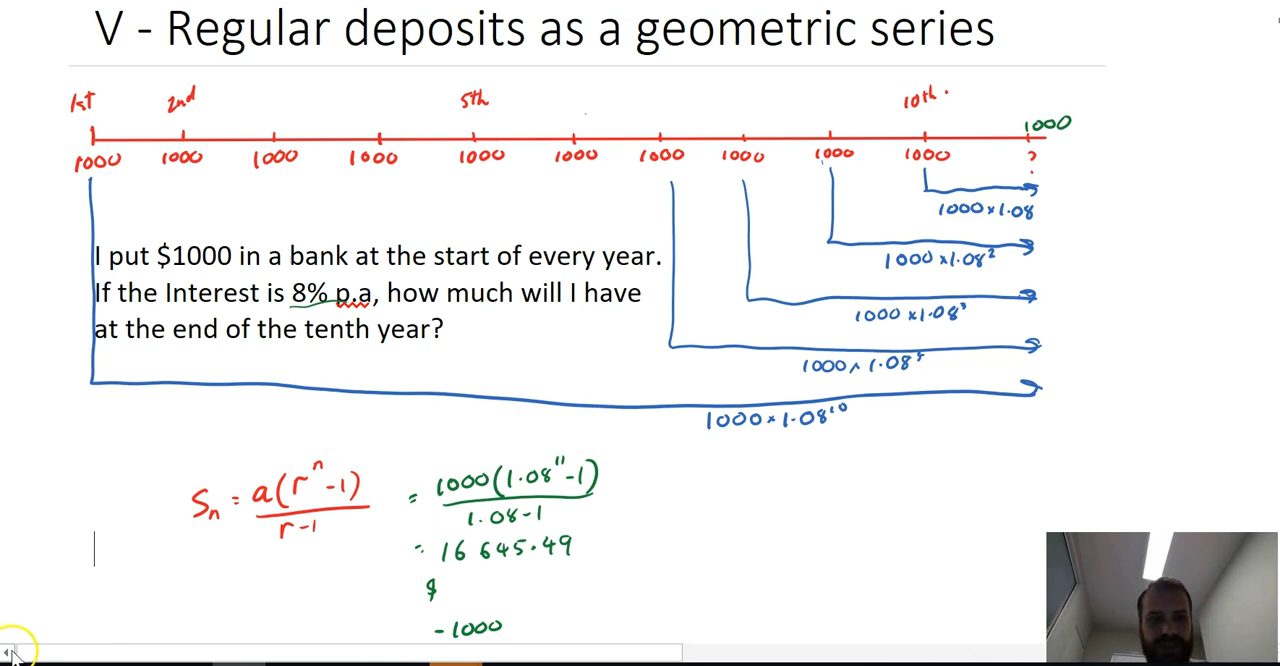 V - Regular deposits as a geometric series
1st 2nd 5th 10th.
1000
1000 1000 1000 1000 1000 1000 1000 1000 1000 1000 ?
1000 × 1.08
1000 × 1.08²
I put $1000 in a bank at the start of every year.
If the Interest is 8% p.a, how much will I have
1000 × 1.08³
at the end of the tenth year?
1000 × 1.08
1000 × 1.08¹⁰
Sₙ = a(rⁿ - 1) / r - 1 = 1000(1.08¹¹ - 1) / 1.08 - 1
= 16 645.49
$
- 1000